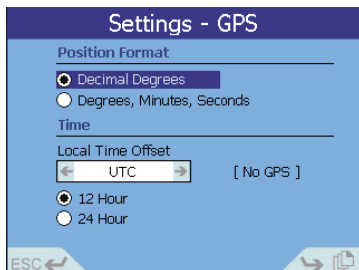 Settings - GPS
Position Format
Decimal Degrees
Degrees, Minutes, Seconds
Time
Local Time Offset
UTC [ No GPS ]
12 Hour
24 Hour
ESC